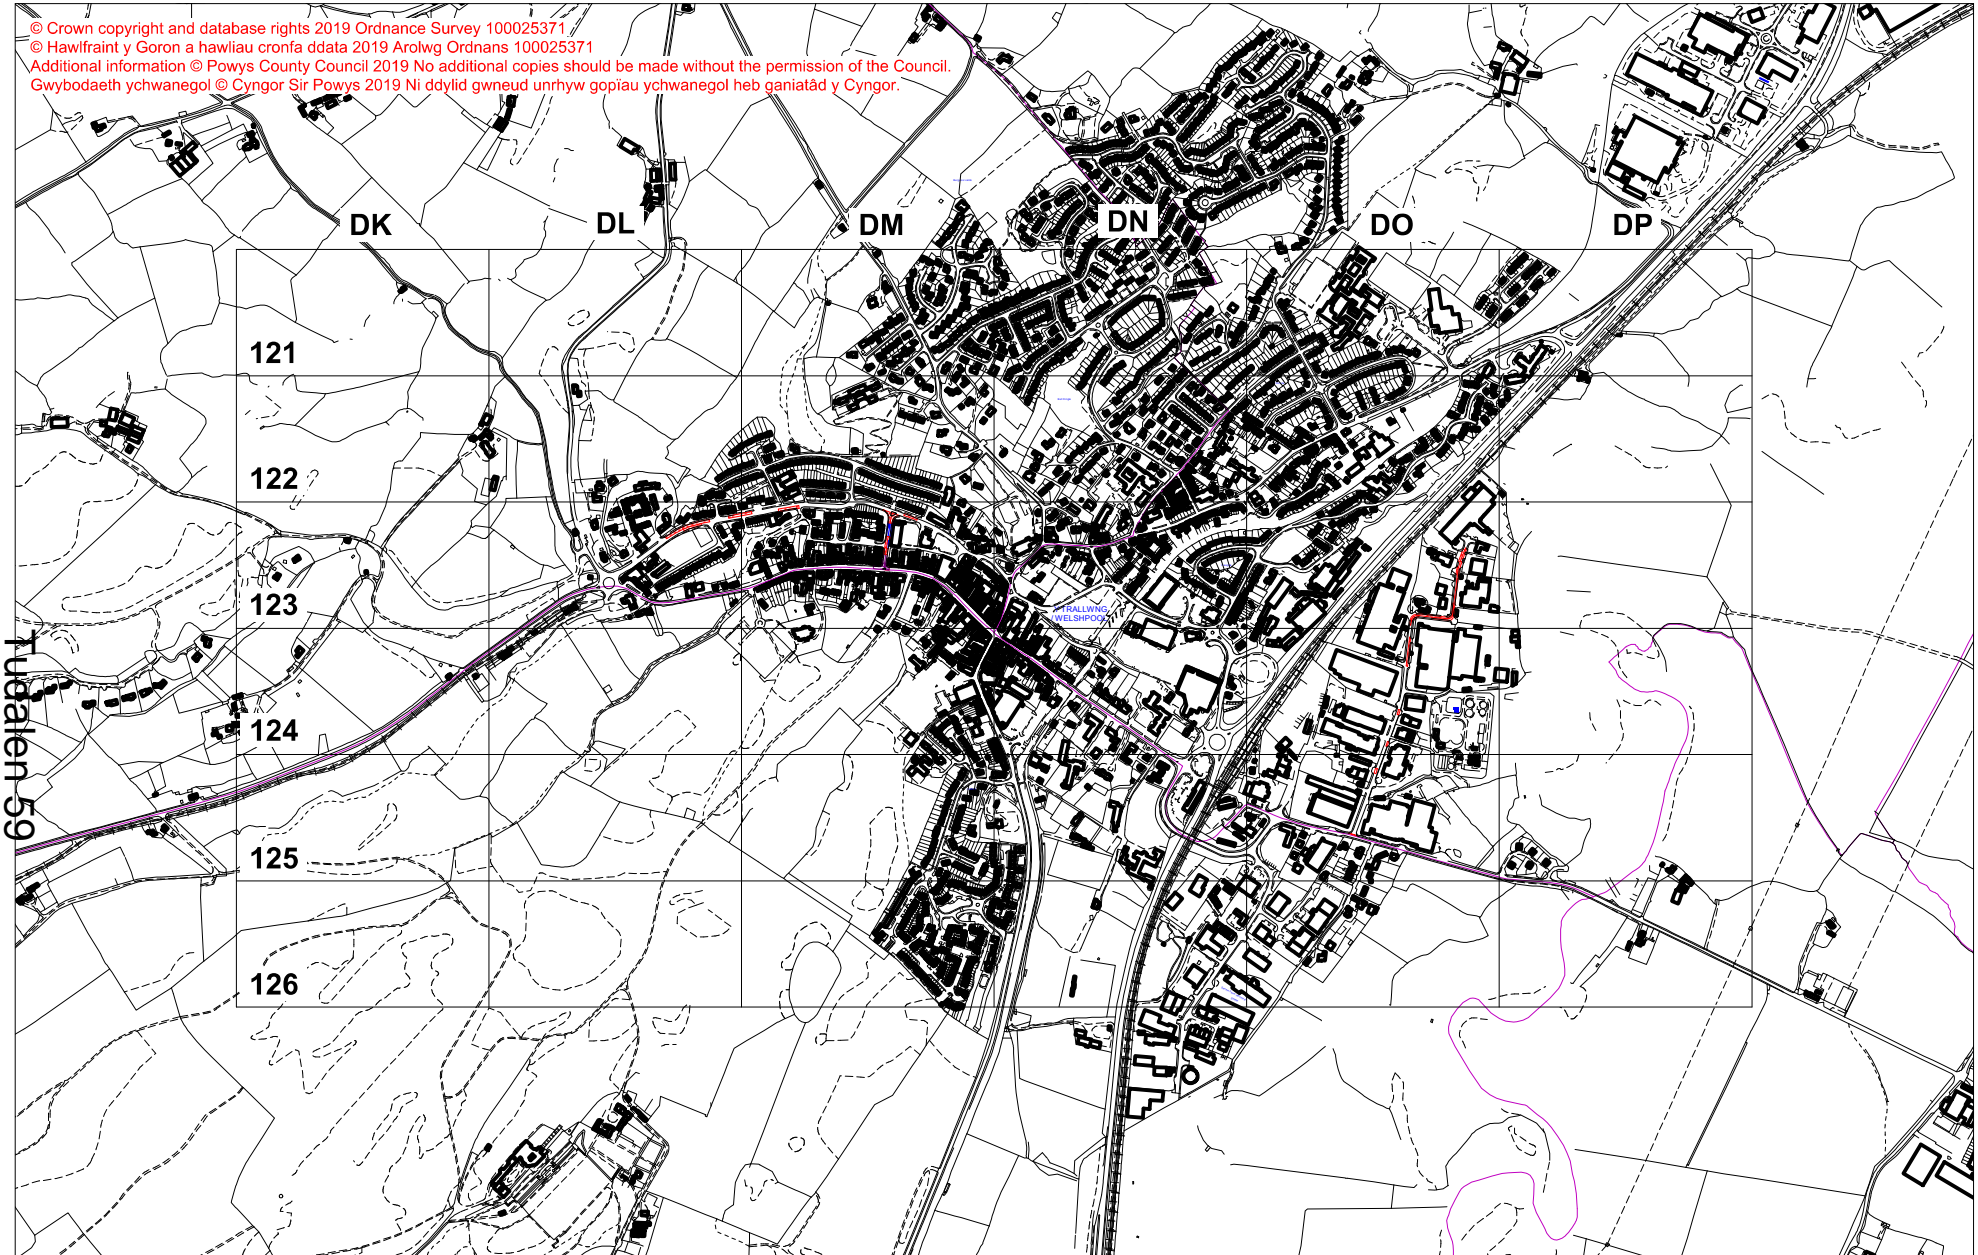 © Crown copyright and database rights 2019 Ordnance Survey 100025371
© Hawlfraint y Goron a hawliau cronfa ddata 2019 Arolwg Ordnans 100025371
Additional information © Powys County Council 2019 No additional copies should be made without the permission of the Council.
Gwybodaeth ychwanegol © Cyngor Sir Powys 2019 Ni ddylid gwneud unrhyw gopïau ychwanegol heb ganiatâd y Cyngor.
DK DL DM DN DO DP
121
122
123
TRALLWNG
WELSHPOOL
124
125
126
Tudalen 59